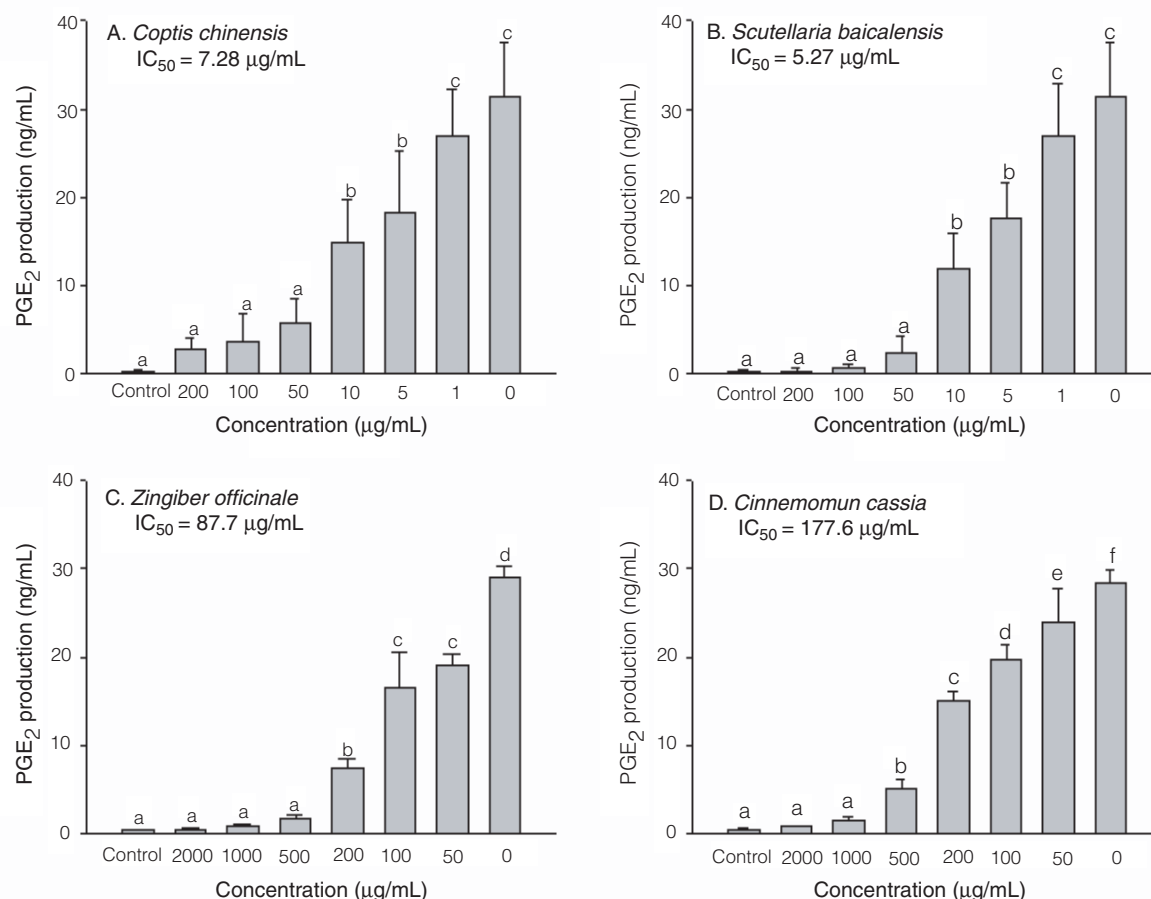 A. Coptis chinensis
IC50 = 7.28 μg/mL
PGE2 production (ng/mL)
40
30
20
10
0
a a a a b b c c
Control 200 100 50 10 5 1 0
Concentration (μg/mL)
B. Scutellaria baicalensis
IC50 = 5.27 μg/mL
PGE2 production (ng/mL)
40
30
20
10
0
a a a a b b c c
Control 200 100 50 10 5 1 0
Concentration (μg/mL)
C. Zingiber officinale
IC50 = 87.7 μg/mL
PGE2 production (ng/mL)
40
30
20
10
0
a a a a b c c d
Control 2000 1000 500 200 100 50 0
Concentration (μg/mL)
D. Cinnemomun cassia
IC50 = 177.6 μg/mL
PGE2 production (ng/mL)
40
30
20
10
0
a a a b c d e f
Control 2000 1000 500 200 100 50 0
Concentration (μg/mL)